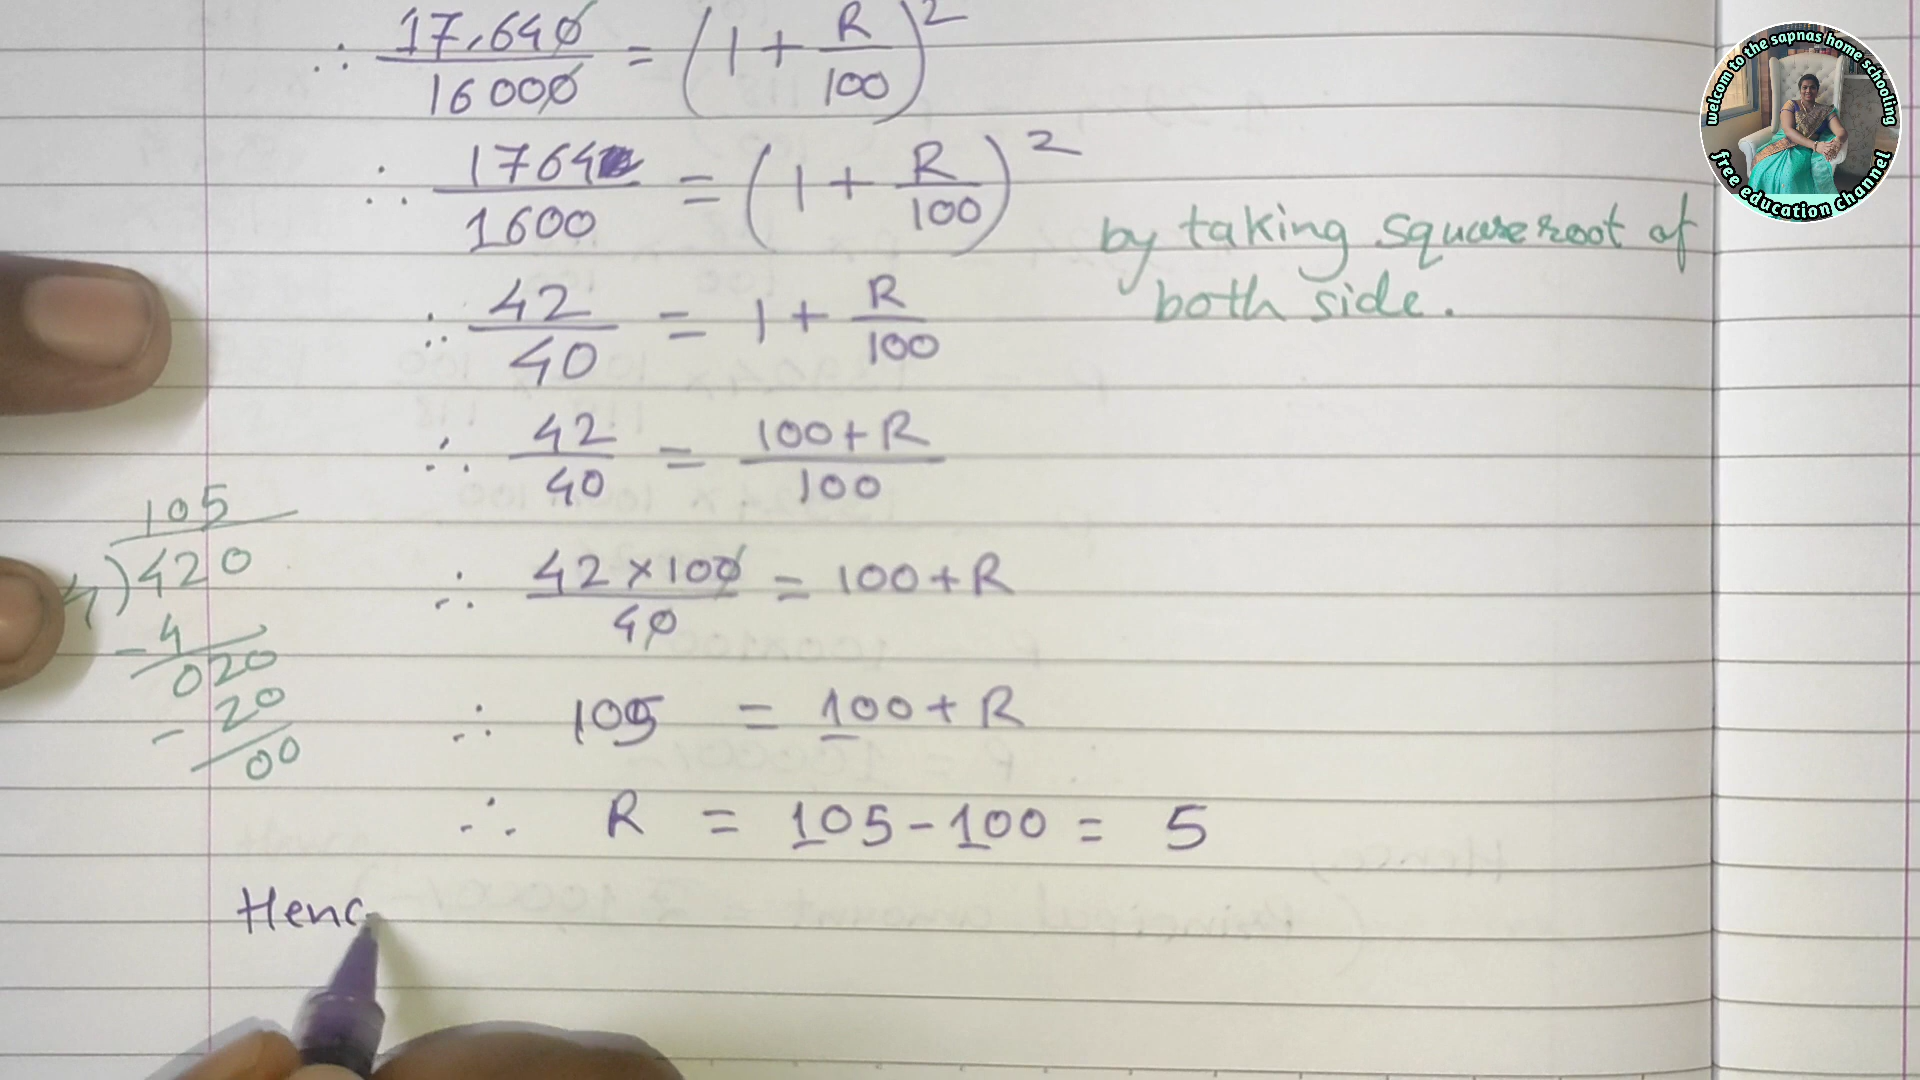 ∴ 17,640/16000 = (1 + R/100)²
∴ 1764/1600 = (1 + R/100)²
by taking square root of
both side.
∴ 42/40 = 1 + R/100
∴ 42/40 = 100+R/100
∴ 42×100/40 = 100+R
∴ 105 = 100+R
∴ R = 105-100 = 5
105
4)420
-4
020
-20
00
Henc
welcom to the sapnas home schooling
free education channel